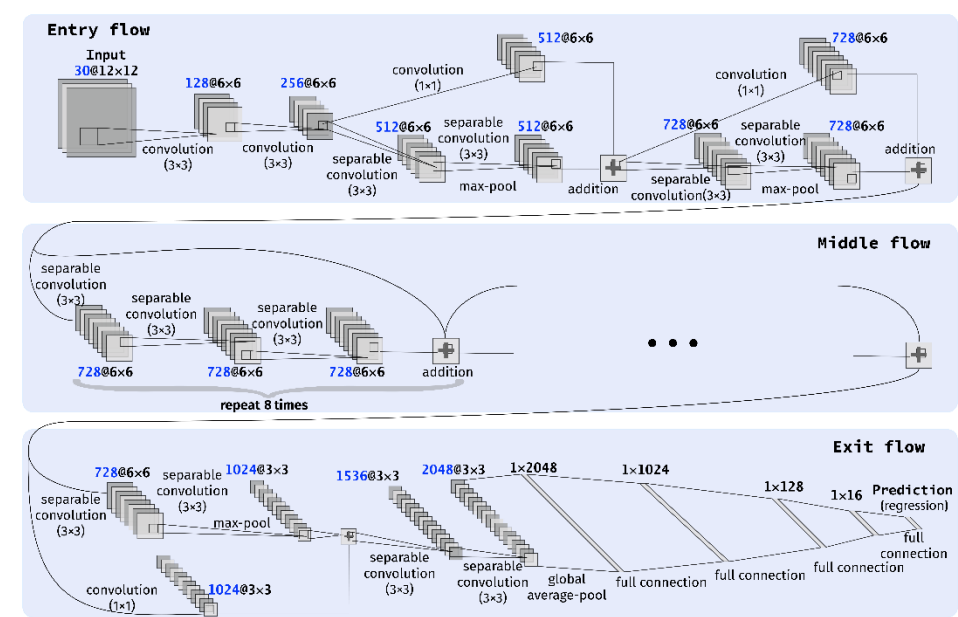 Entry flow
Input
30@12×12
128@6×6
256@6×6
512@6×6
728@6×6
convolution
(1×1)
convolution
(1×1)
512@6×6
separable
convolution
(3×3)
512@6×6
728@6×6
separable
convolution
(3×3)
728@6×6
convolution
(3×3)
convolution
(3×3)
separable
convolution
(3×3)
max-pool
addition
separable
convolution(3×3)
max-pool
addition
Middle flow
separable
convolution
(3×3)
separable
convolution
(3×3)
separable
convolution
(3×3)
728@6×6
728@6×6
728@6×6
addition
repeat 8 times
Exit flow
728@6×6
separable
convolution
(3×3)
1024@3×3
1536@3×3
2048@3×3
1×2048
1×1024
1×128
1×16
Prediction
(regression)
separable
convolution
(3×3)
max-pool
convolution
(1×1)
1024@3×3
separable
convolution
(3×3)
separable
convolution
(3×3)
global
average-pool
full connection
full connection
full connection
full
connection